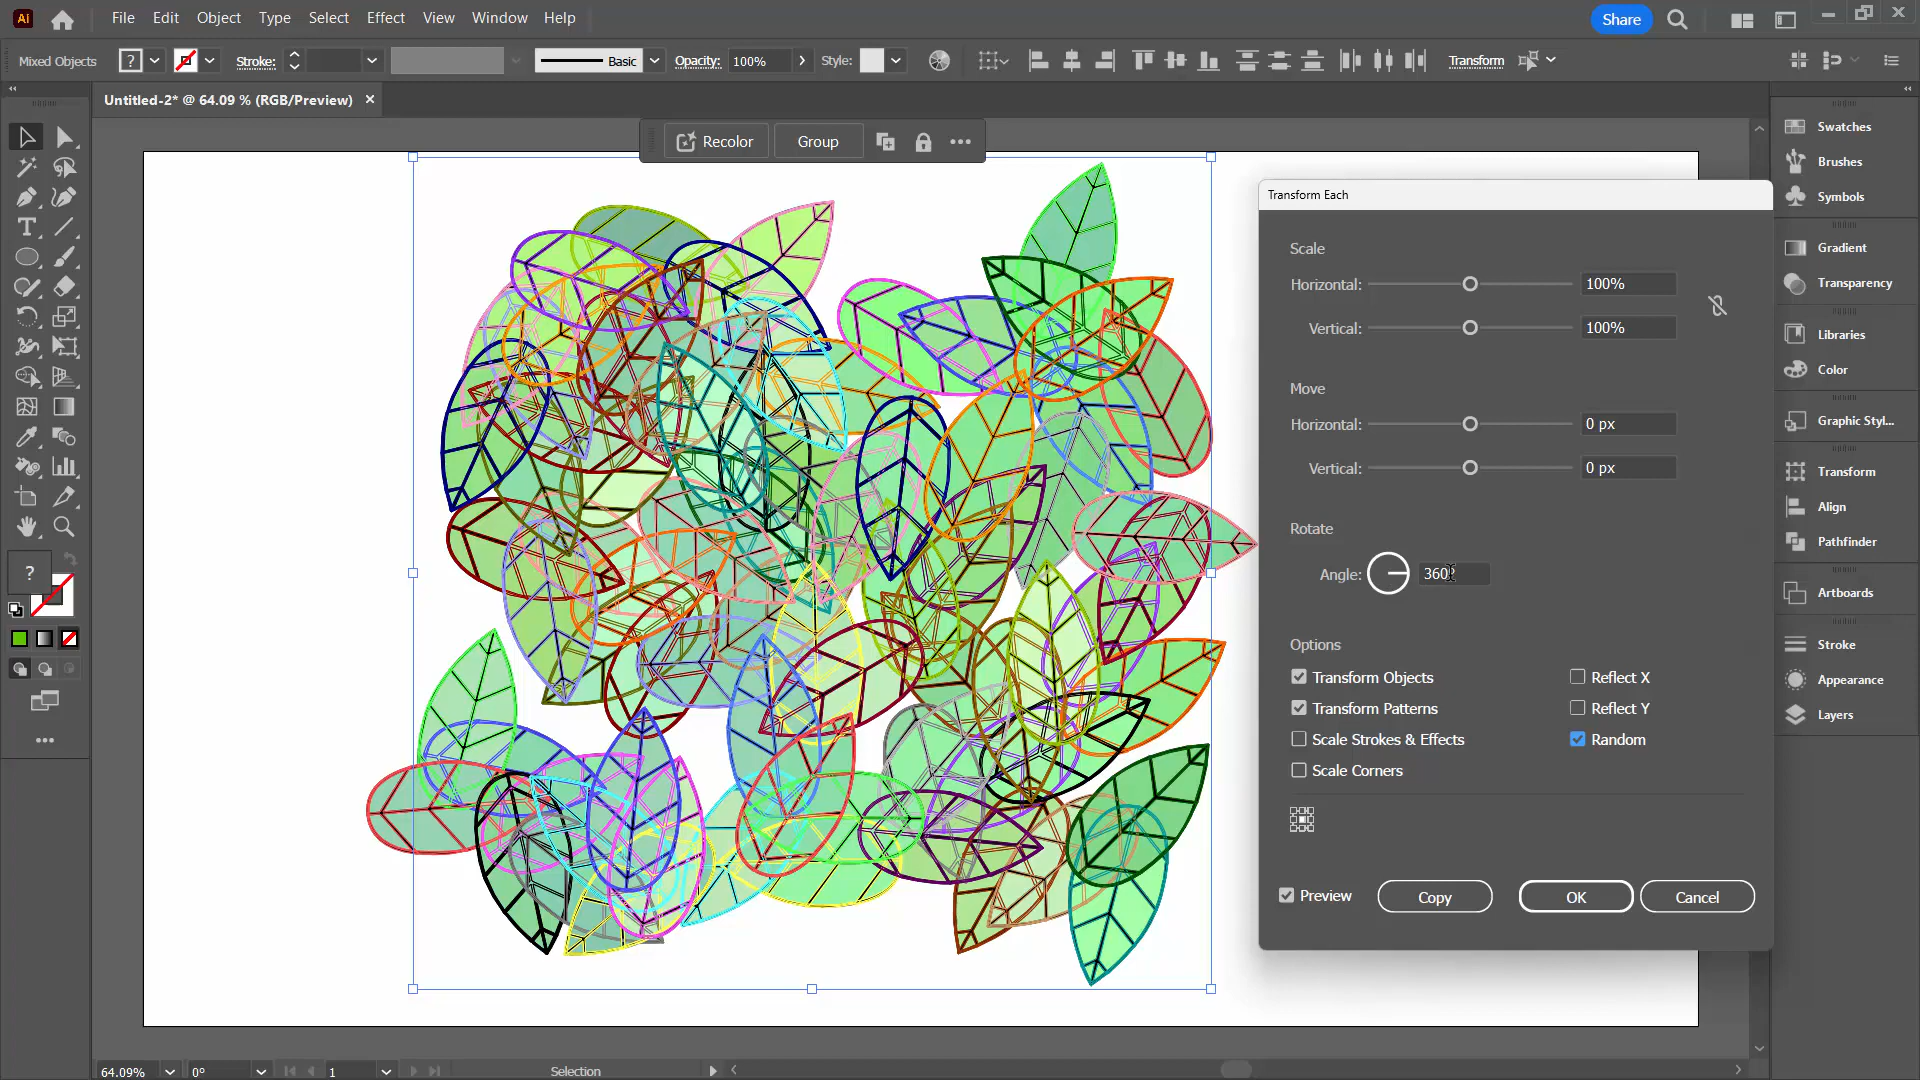 Ai
File Edit Object Type Select Effect View Window Help
Share
Mixed Objects
?
Stroke:
Basic
Opacity: 100%
Style:
Transform
Untitled-2* @ 64.09 % (RGB/Preview)
Recolor
Group
Swatches
Brushes
Symbols
Gradient
Transparency
Libraries
Color
Graphic Styl...
Transform
Align
Pathfinder
Artboards
Stroke
Appearance
Layers
?
Transform Each
Scale
Horizontal: 100%
Vertical: 100%
Move
Horizontal: 0 px
Vertical: 0 px
Rotate
Angle: 360°
Options
Transform Objects
Reflect X
Transform Patterns
Reflect Y
Scale Strokes & Effects
Random
Scale Corners
Preview
Copy
OK
Cancel
64.09%
0°
1
Selection